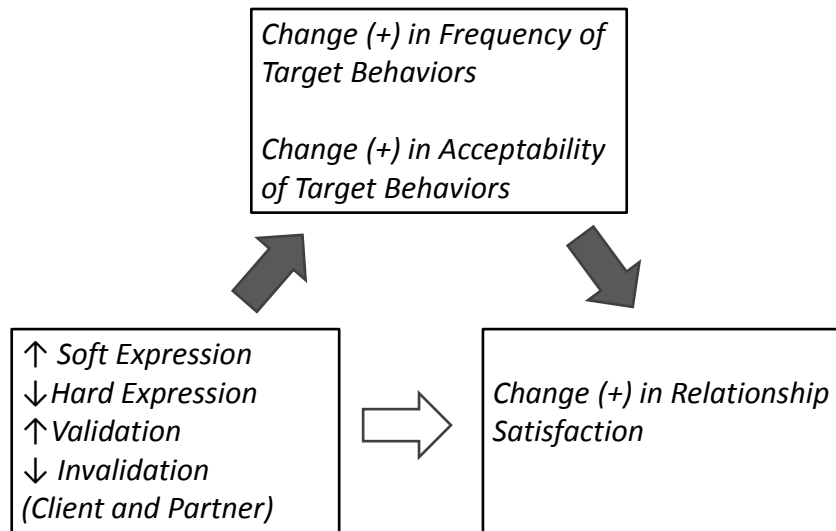 Change (+) in Frequency of
Target Behaviors
Change (+) in Acceptability
of Target Behaviors
↑ Soft Expression
↓Hard Expression
↑Validation
↓ Invalidation
(Client and Partner)
Change (+) in Relationship
Satisfaction